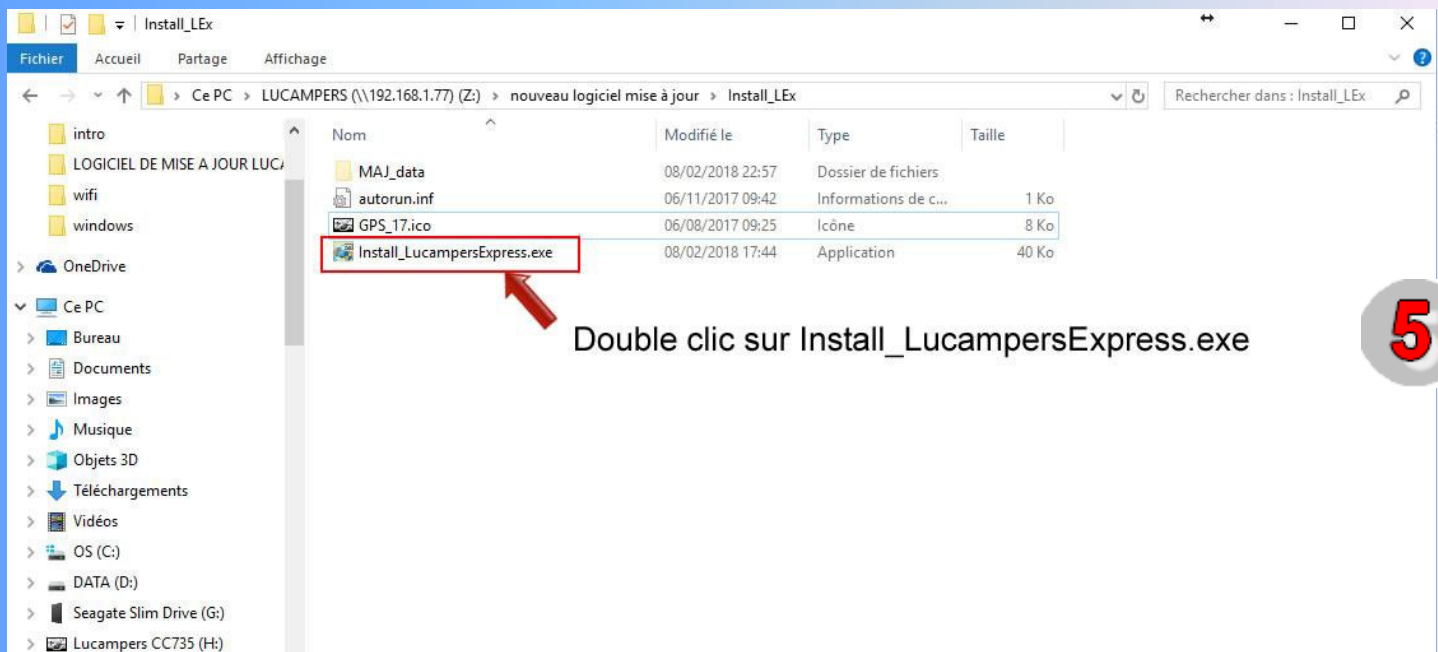 Install_LEx
Fichier Accueil Partage Affichage
Ce PC > LUCAMPERS (\\192.168.1.77) (Z:) > nouveau logiciel mise à jour > Install_LEx
Rechercher dans : Install_LEx
intro
LOGICIEL DE MISE A JOUR LUCA
wifi
windows
OneDrive
Ce PC
Bureau
Documents
Images
Musique
Objets 3D
Téléchargements
Vidéos
OS (C:)
DATA (D:)
Seagate Slim Drive (G:)
Lucampers CC735 (H:)
Nom Modifié le Type Taille
MAJ_data 08/02/2018 22:57 Dossier de fichiers
autorun.inf 06/11/2017 09:42 Informations de c... 1 Ko
GPS_17.ico 06/08/2017 09:25 Icône 8 Ko
Install_LucampersExpress.exe 08/02/2018 17:44 Application 40 Ko
Double clic sur Install_LucampersExpress.exe
5